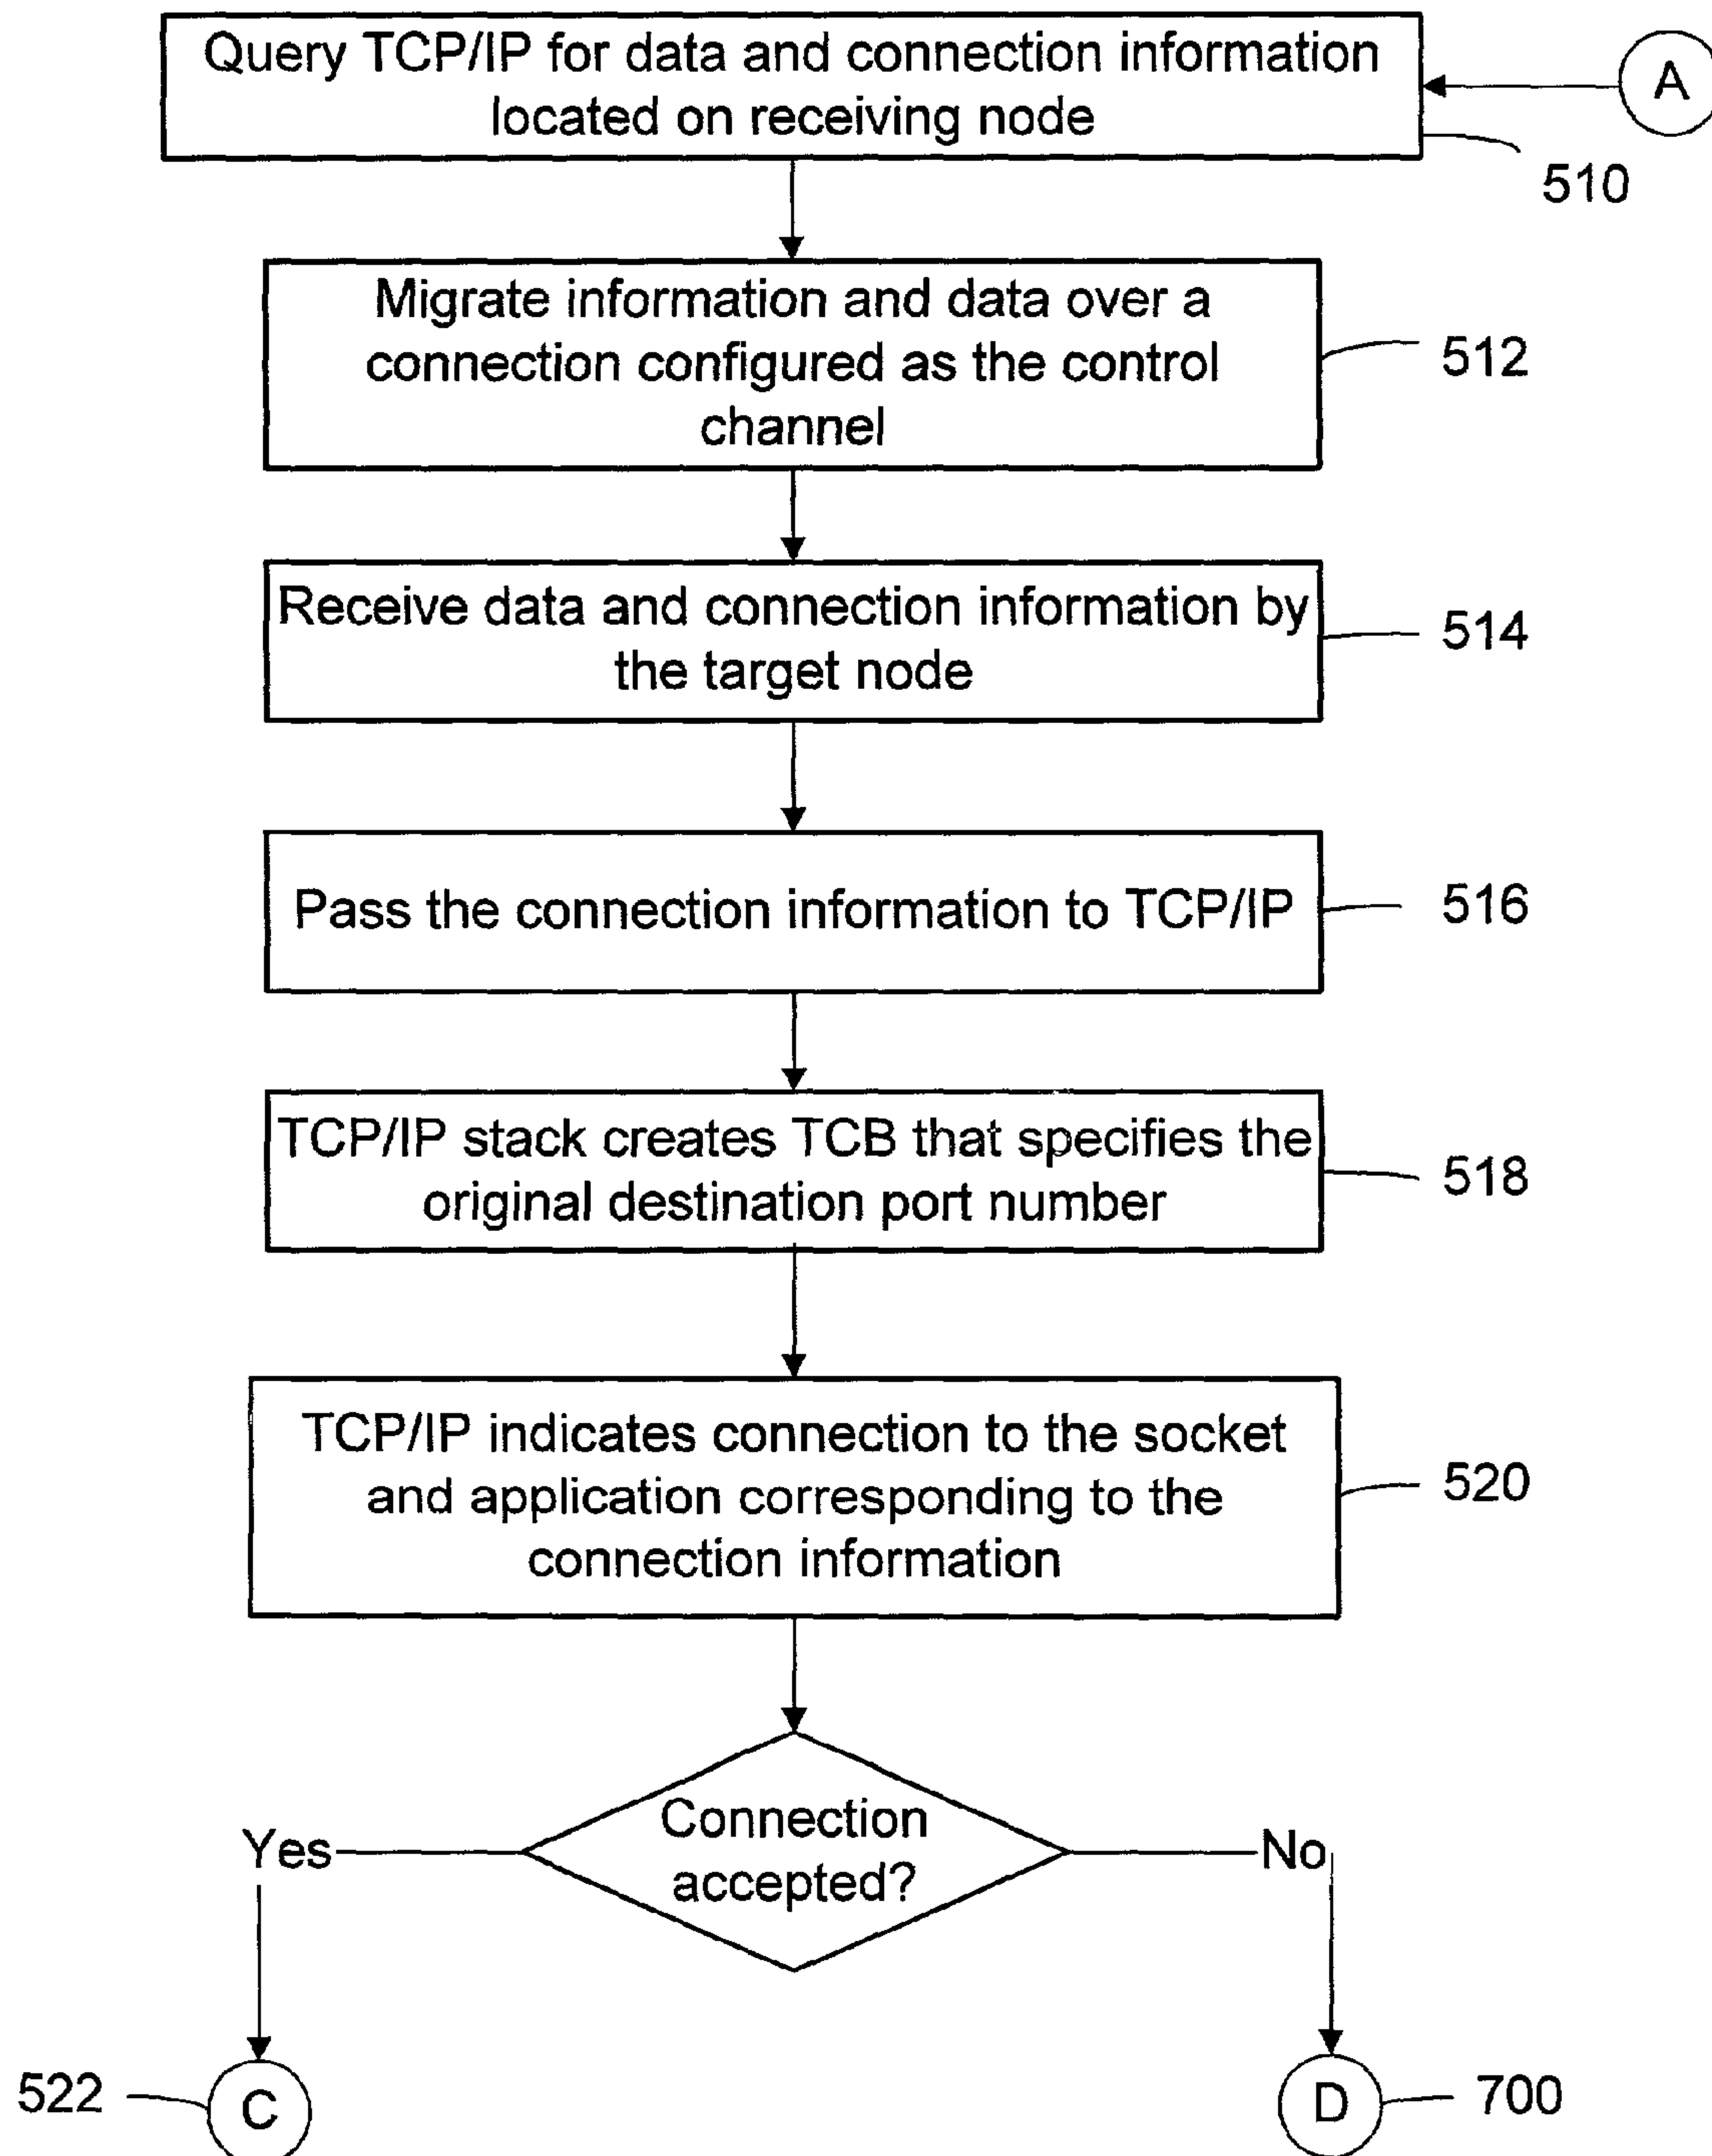 Query TCP/IP for data and connection information
located on receiving node
A
510
Migrate information and data over a
connection configured as the control
channel
512
Receive data and connection information by
the target node
514
Pass the connection information to TCP/IP
516
TCP/IP stack creates TCB that specifies the
original destination port number
518
TCP/IP indicates connection to the socket
and application corresponding to the
connection information
520
Connection
accepted?
Yes
No
522
C
D
700